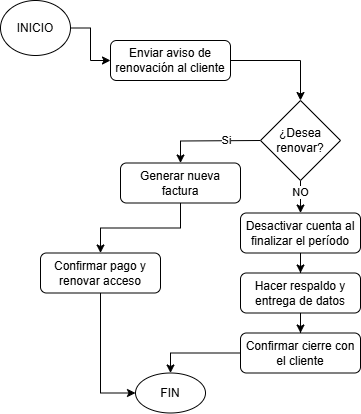 INICIO
Enviar aviso de
renovación al cliente
¿Desea
renovar?
Si
NO
Generar nueva
factura
Desactivar cuenta al
finalizar el período
Confirmar pago y
renovar acceso
Hacer respaldo y
entrega de datos
Confirmar cierre con
el cliente
FIN